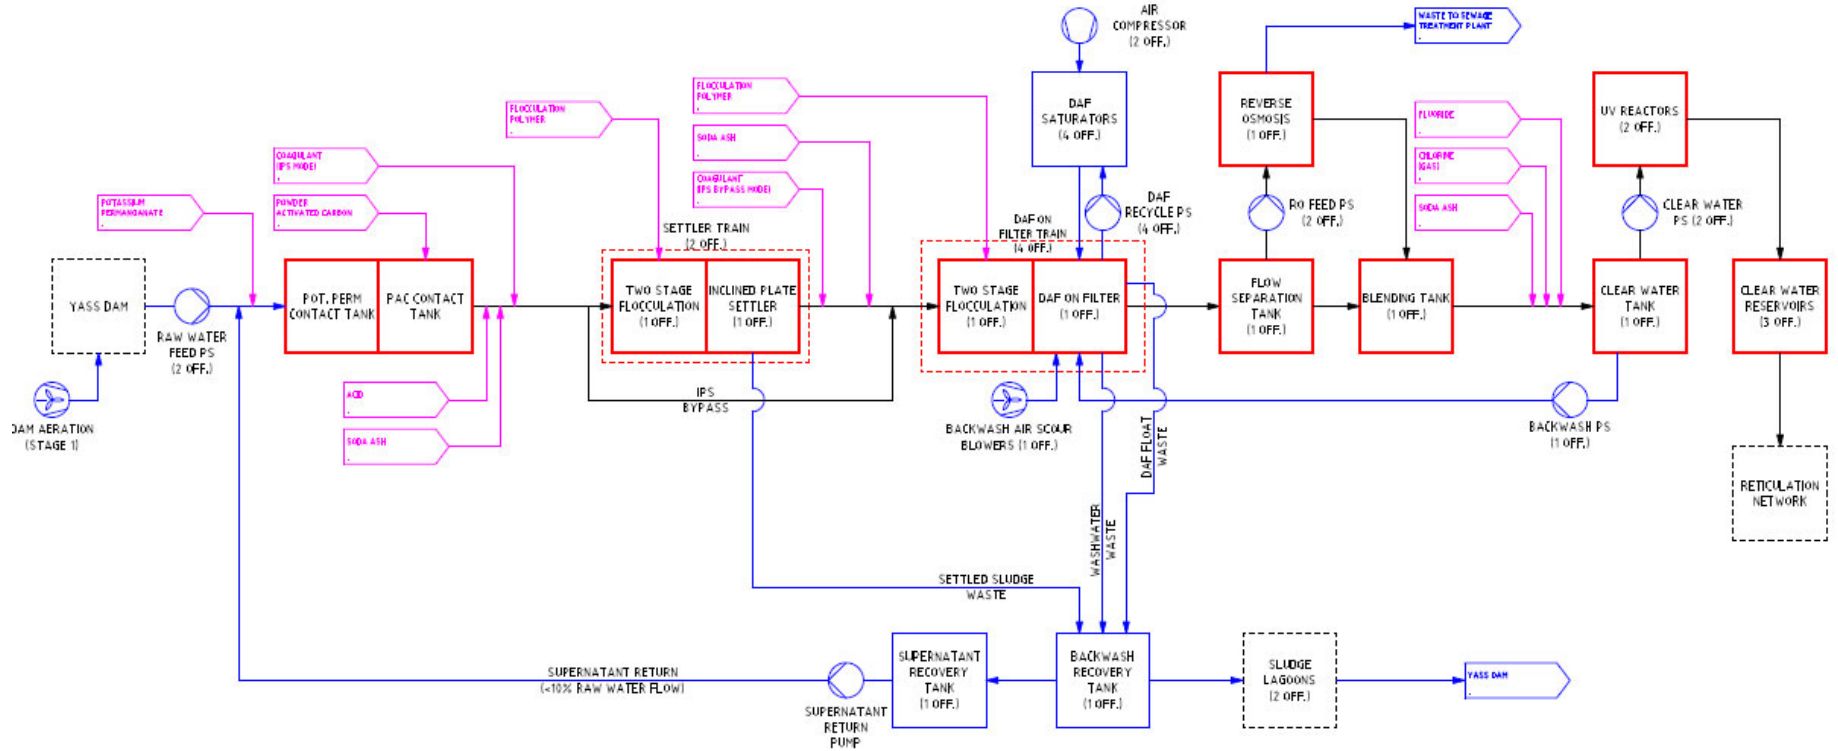 AIR
COMPRESSOR
(2 OFF.)
WASTE TO SEWAGE
TREATMENT PLANT
FLOCCULATION
POLYMER
SODA ASH
COAGULANT
(IPS BYPASS MODE)
FLOCCULATION
POLYMER
COAGULANT
(IPS MODE)
POWDER
ACTIVATED CARBON
POTASSIUM
PERMANGANATE
DAF
SATURATORS
(4 OFF.)
REVERSE
OSMOSIS
(1 OFF.)
FLUORIDE
CHLORINE
(GAS)
SODA ASH
UV REACTORS
(2 OFF.)
SETTLER TRAIN
(2 OFF.)
DAF ON
FILTER TRAIN
(4 OFF.)
DAF
RECYCLE PS
(4 OFF.)
RO FEED PS
(2 OFF.)
CLEAR WATER
PS (2 OFF.)
YASS DAM
RAW WATER
FEED PS
(2 OFF.)
POT. PERM
CONTACT TANK
PAC CONTACT
TANK
TWO STAGE
FLOCCULATION
(1 OFF.)
INCLINED PLATE
SETTLER
(1 OFF.)
TWO STAGE
FLOCCULATION
(1 OFF.)
DAF ON FILTER
(1 OFF.)
FLOW
SEPARATION
TANK
(1 OFF.)
BLENDING TANK
(1 OFF.)
CLEAR WATER
TANK
(1 OFF.)
CLEAR WATER
RESERVOIRS
(3 OFF.)
DAM AERATION
(STAGE 1)
ACID
SODA ASH
IPS
BYPASS
BACKWASH AIR SCOUR
BLOWERS (1 OFF.)
DAF FLOAT
WASTE
BACKWASH PS
(1 OFF.)
RETICULATION
NETWORK
WASHWATER
WASTE
SETTLED SLUDGE
WASTE
SUPERNATANT RETURN
(<10% RAW WATER FLOW)
SUPERNATANT
RETURN
PUMP
SUPERNATANT
RECOVERY
TANK
(1 OFF.)
BACKWASH
RECOVERY
TANK
(1 OFF.)
SLUDGE
LAGOONS
(2 OFF.)
YASS DAM